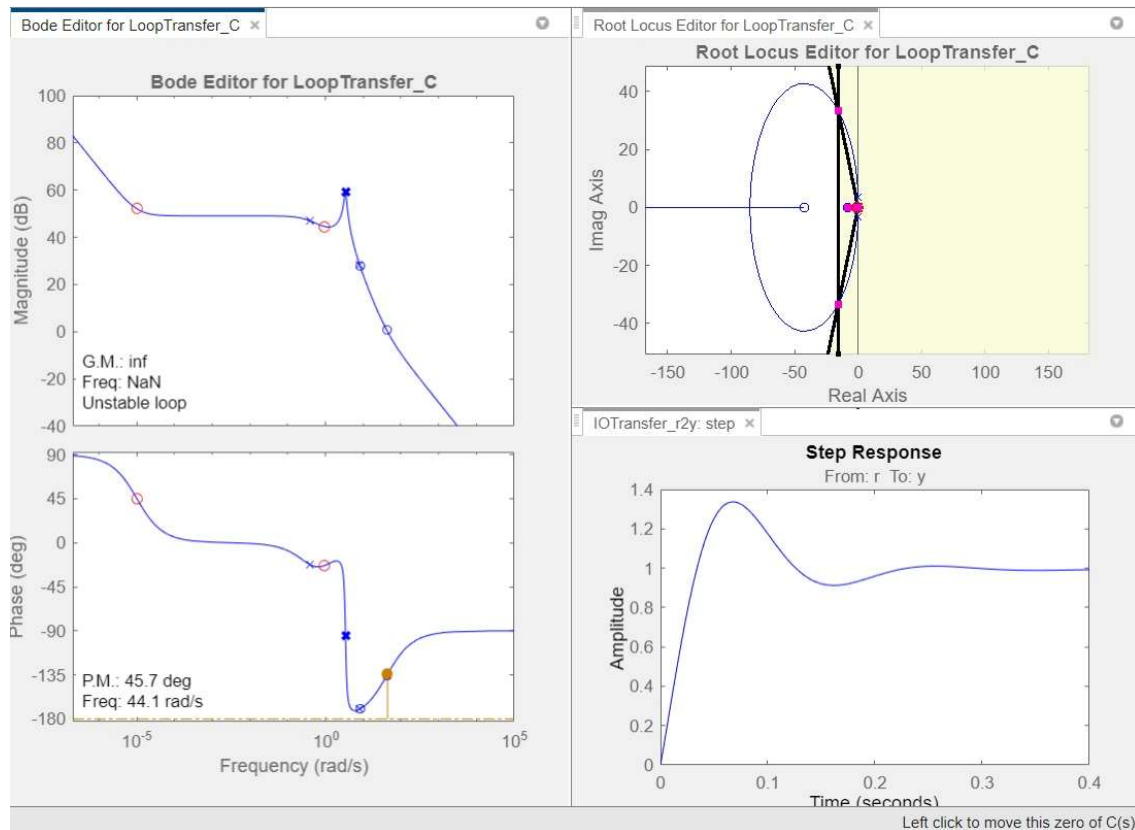 Bode Editor for LoopTransfer_C ×
Bode Editor for LoopTransfer_C
100
80
60
40
20
0
-20
-40
Magnitude (dB)
G.M.: inf
Freq: NaN
Unstable loop
90
45
0
-45
-90
-135
-180
Phase (deg)
P.M.: 45.7 deg
Freq: 44.1 rad/s
10^-5
10^0
10^5
Frequency (rad/s)
Root Locus Editor for LoopTransfer_C ×
Root Locus Editor for LoopTransfer_C
40
20
0
-20
-40
Imag Axis
-150 -100 -50 0 50 100 150
Real Axis
IOTransfer_r2y: step ×
Step Response
From: r To: y
1.4
1.2
1
0.8
0.6
0.4
0.2
0
Amplitude
0 0.1 0.2 0.3 0.4
Time (seconds)
Left click to move this zero of C(s)